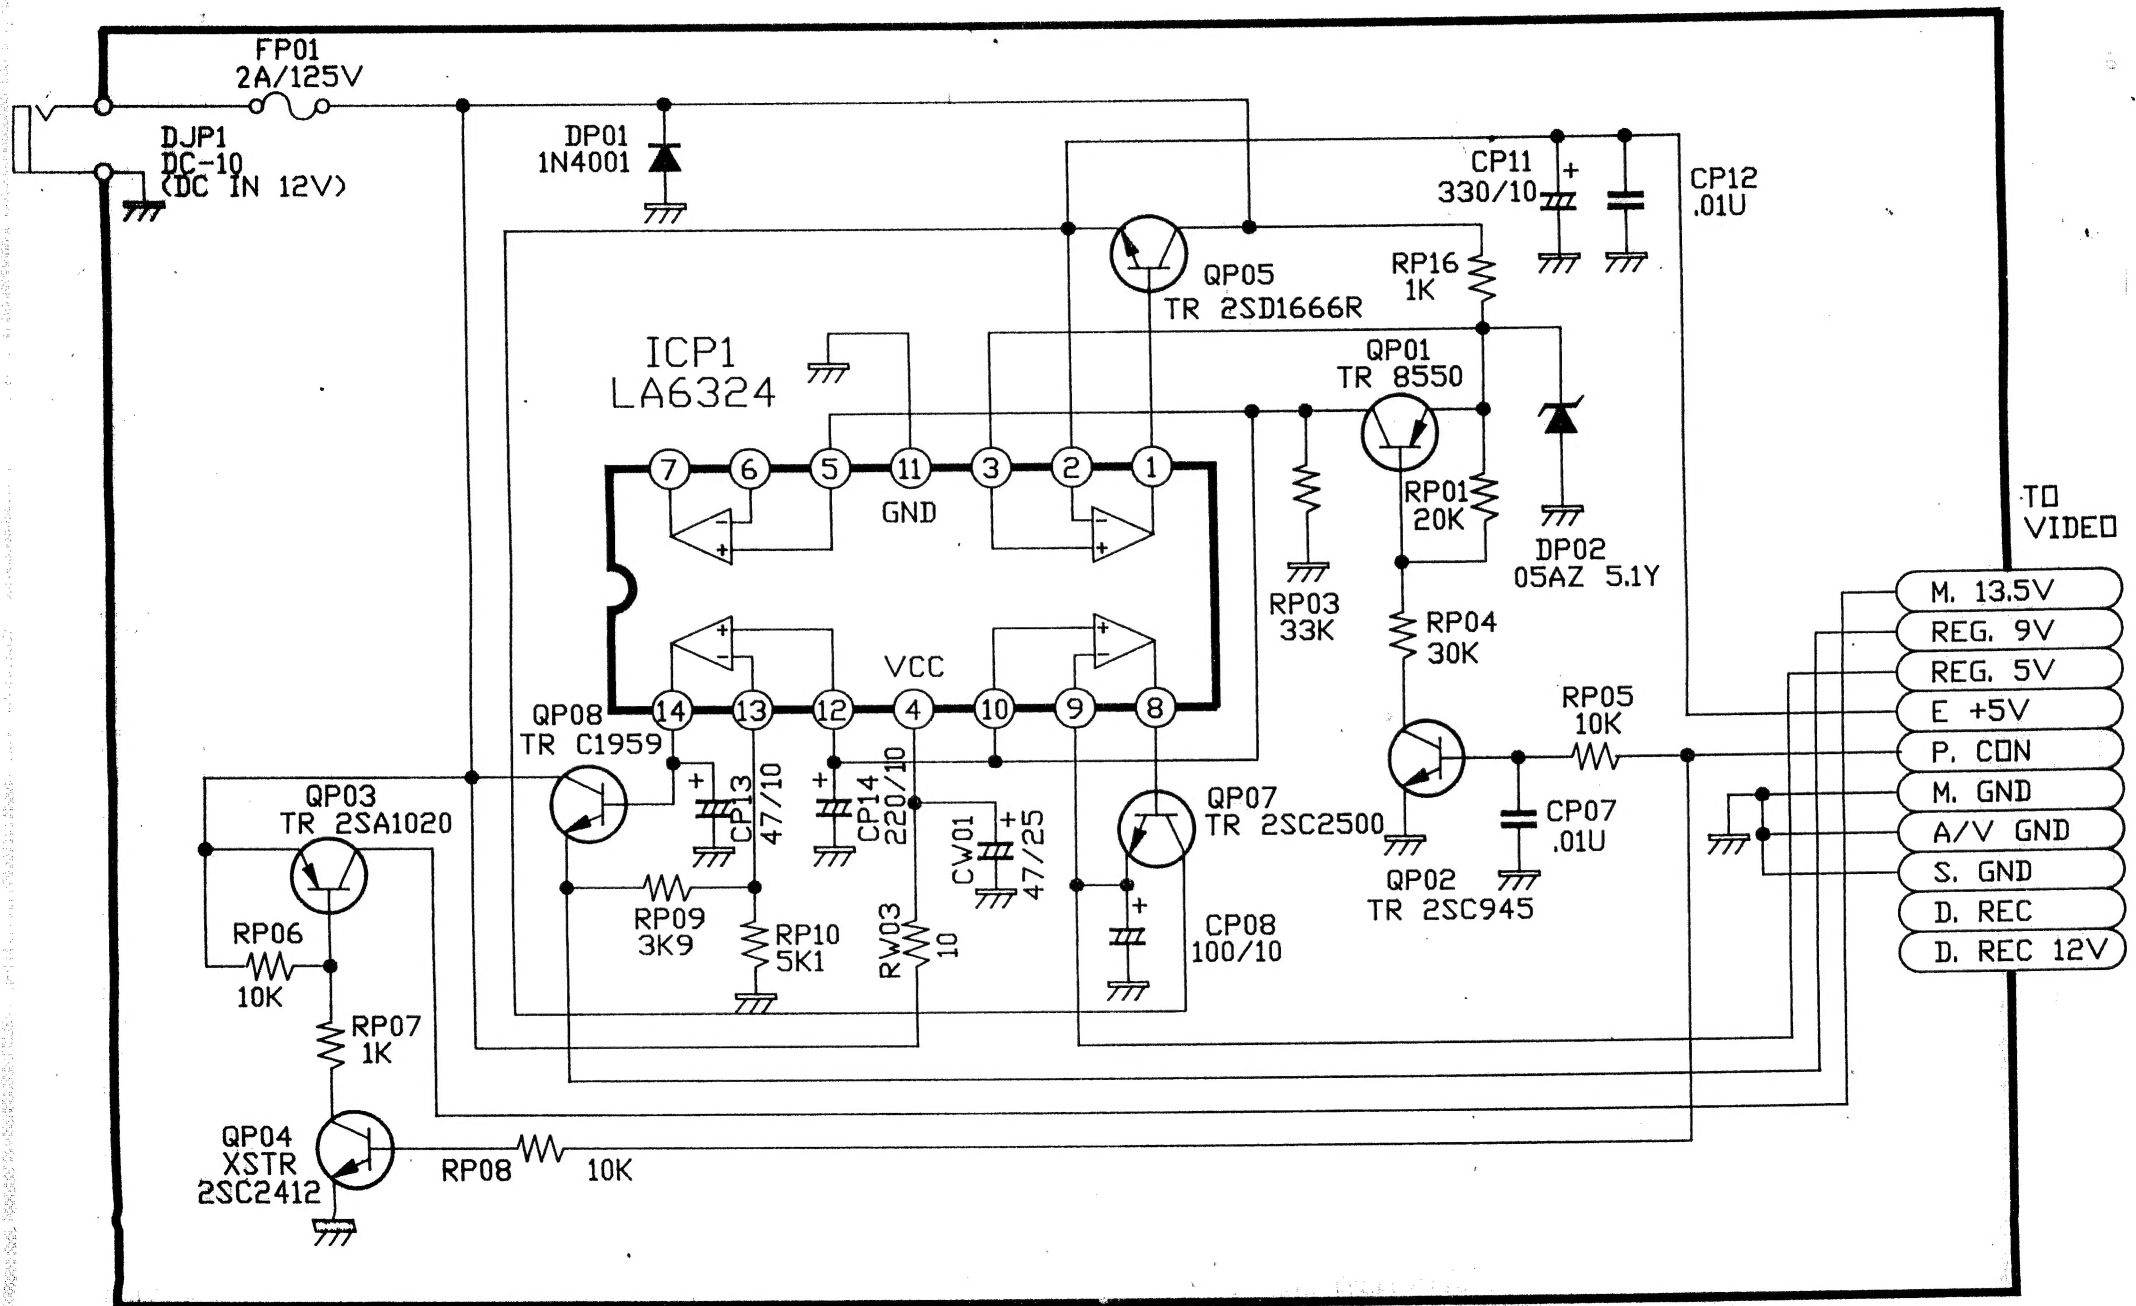 FP01
2A/125V
DJP1
DC-10
(DC IN 12V)
DP01
1N4001
CP11
330/10
+
CP12
.01U
QP05
TR 2SD1666R
RP16
1K
ICP1
LA6324
QP01
TR 8550
7
6
5
11
3
2
1
GND
-
+
-
+
RP01
20K
DP02
05AZ 5.1Y
RP03
33K
RP04
30K
TO
VIDEO
M. 13.5V
REG. 9V
REG. 5V
E +5V
P. CON
M. GND
A/V GND
S. GND
D. REC
D. REC 12V
+
-
+
-
VCC
14
13
12
4
10
9
8
QP08
TR C1959
RP05
10K
QP03
TR 2SA1020
+
CP13
47/10
+
CP14
220/10
CW01
+
47/25
QP07
TR 2SC2500
CP07
.01U
QP02
TR 2SC945
RP09
3K9
RP10
5K1
RW03
10
+
CP08
100/10
RP06
10K
RP07
1K
QP04
XSTR
2SC2412
RP08
10K